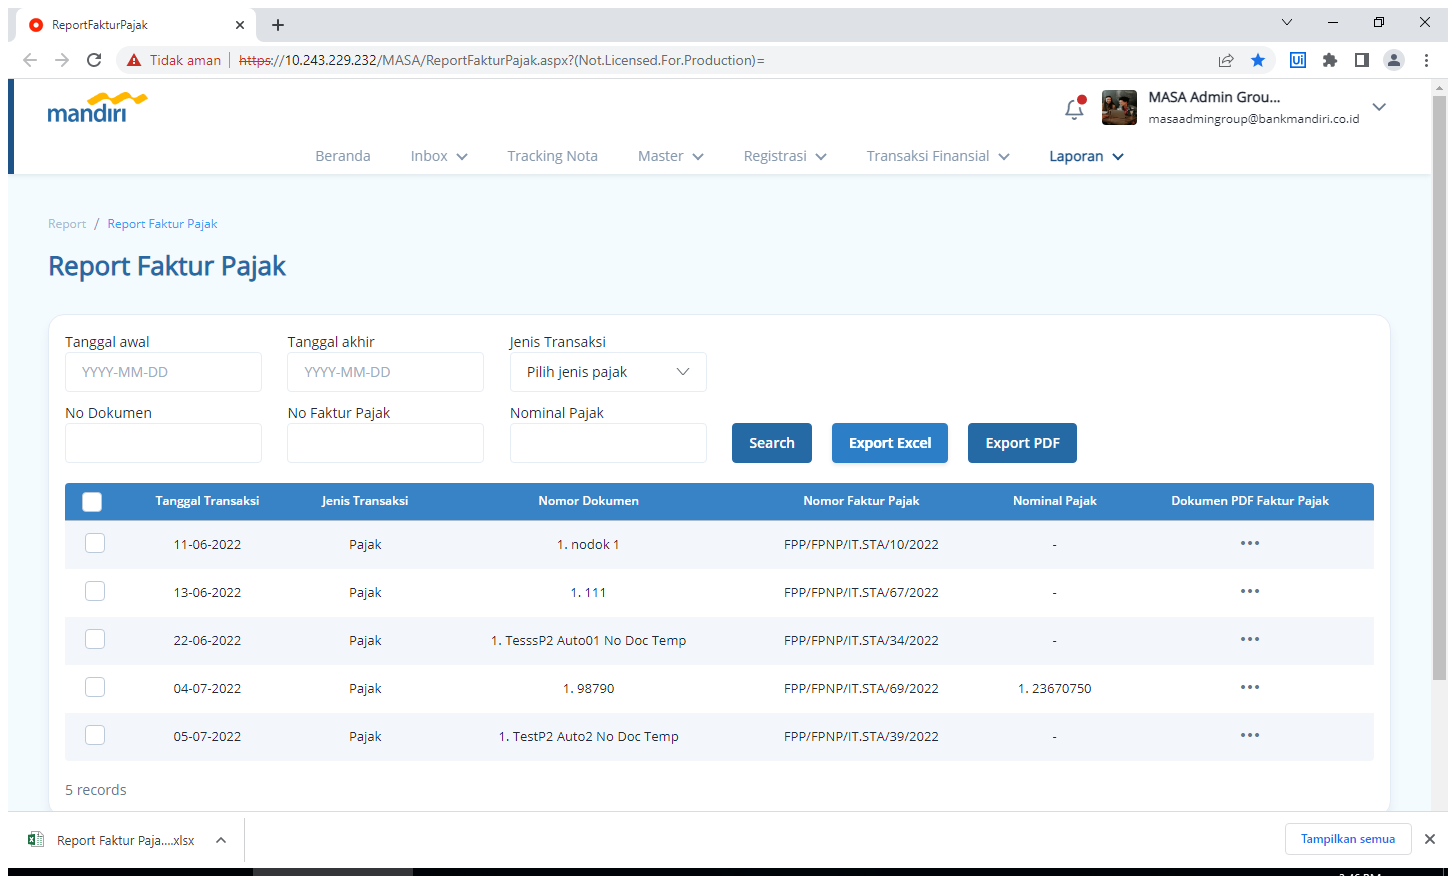 ReportFakturPajak
Tidak aman https://10.243.229.232/MASA/ReportFakturPajak.aspx?(Not.Licensed.For.Production)=
mandiri
MASA Admin Grou...
masaadmingroup@bankmandiri.co.id
Beranda Inbox Tracking Nota Master Registrasi Transaksi Finansial Laporan
Report / Report Faktur Pajak
Report Faktur Pajak
Tanggal awal Tanggal akhir Jenis Transaksi
YYYY-MM-DD YYYY-MM-DD Pilih jenis pajak
No Dokumen No Faktur Pajak Nominal Pajak
Search Export Excel Export PDF
Tanggal Transaksi Jenis Transaksi Nomor Dokumen Nomor Faktur Pajak Nominal Pajak Dokumen PDF Faktur Pajak
11-06-2022 Pajak 1. nodok 1 FPP/FPNP/IT.STA/10/2022 - •••
13-06-2022 Pajak 1. 111 FPP/FPNP/IT.STA/67/2022 - •••
22-06-2022 Pajak 1. TesssP2 Auto01 No Doc Temp FPP/FPNP/IT.STA/34/2022 - •••
04-07-2022 Pajak 1. 98790 FPP/FPNP/IT.STA/69/2022 1. 23670750 •••
05-07-2022 Pajak 1. TestP2 Auto2 No Doc Temp FPP/FPNP/IT.STA/39/2022 - •••
5 records
Report Faktur Paja....xlsx Tampilkan semua